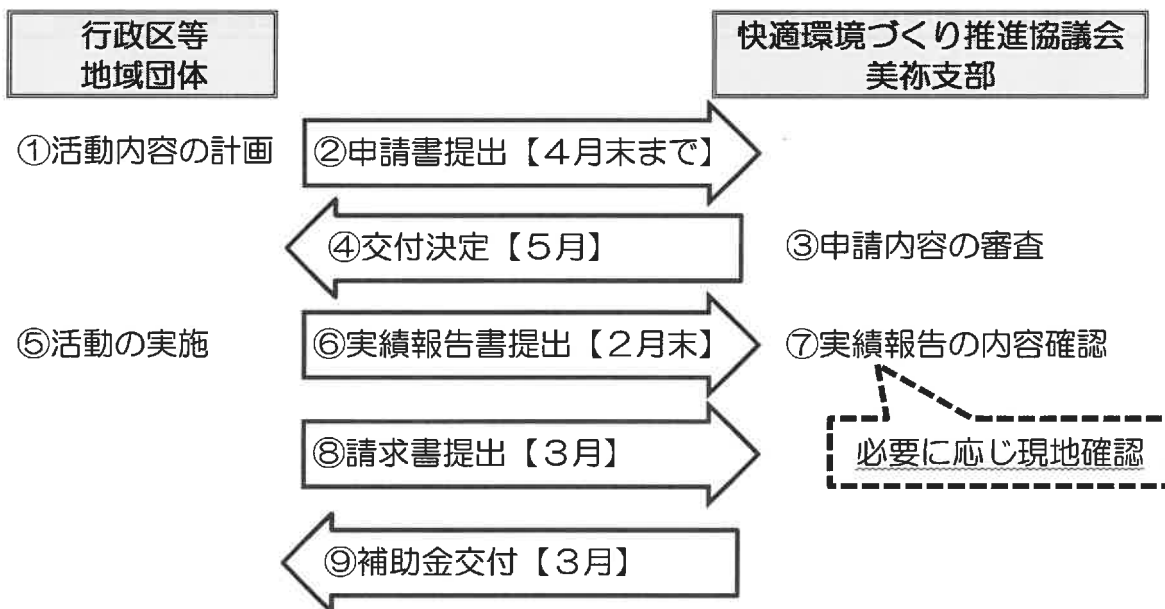 行政区等
地域団体
快適環境づくり推進協議会
美祢支部
①活動内容の計画
②申請書提出【４月末まで】
④交付決定【５月】
③申請内容の審査
⑤活動の実施
⑥実績報告書提出【２月末】
⑦実績報告の内容確認
⑧請求書提出【３月】
必要に応じ現地確認
⑨補助金交付【３月】